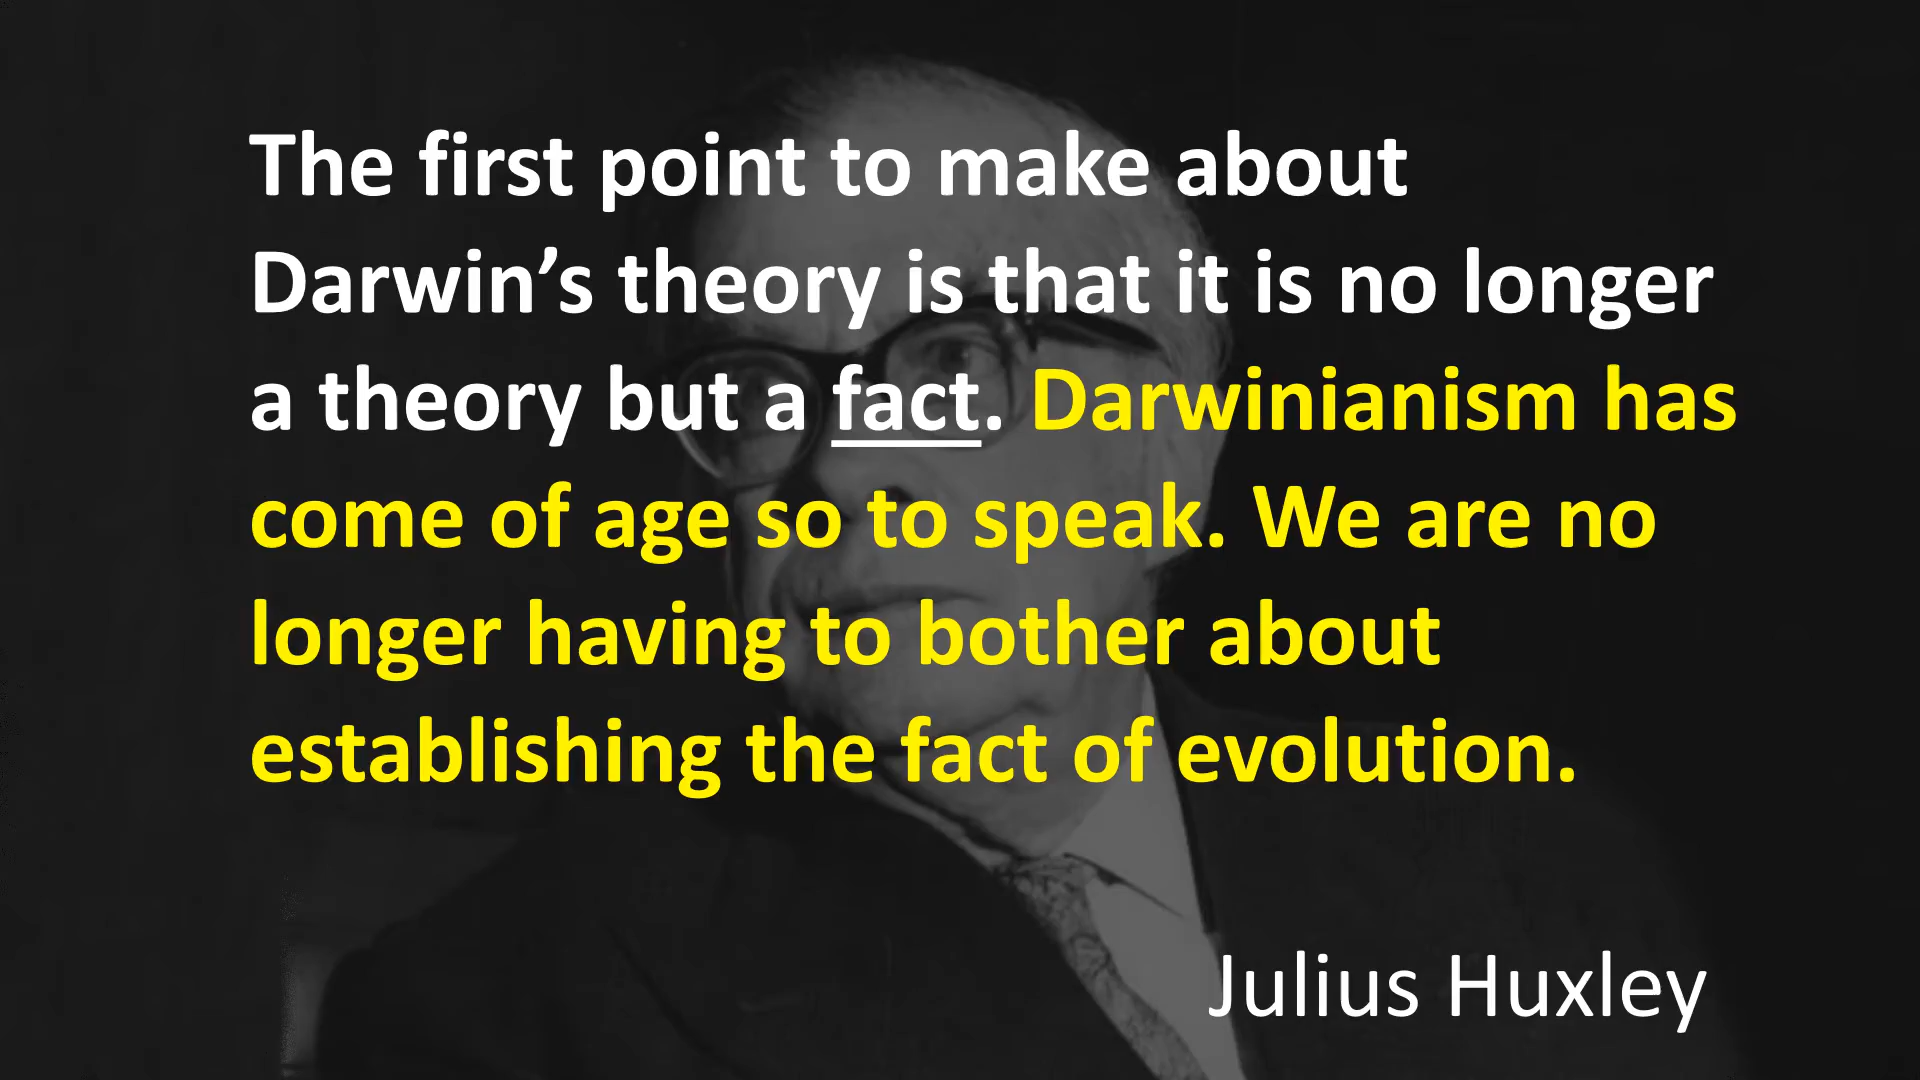 The first point to make about
Darwin’s theory is that it is no longer
a theory but a fact. Darwinianism has
come of age so to speak. We are no
longer having to bother about
establishing the fact of evolution.
Julius Huxley